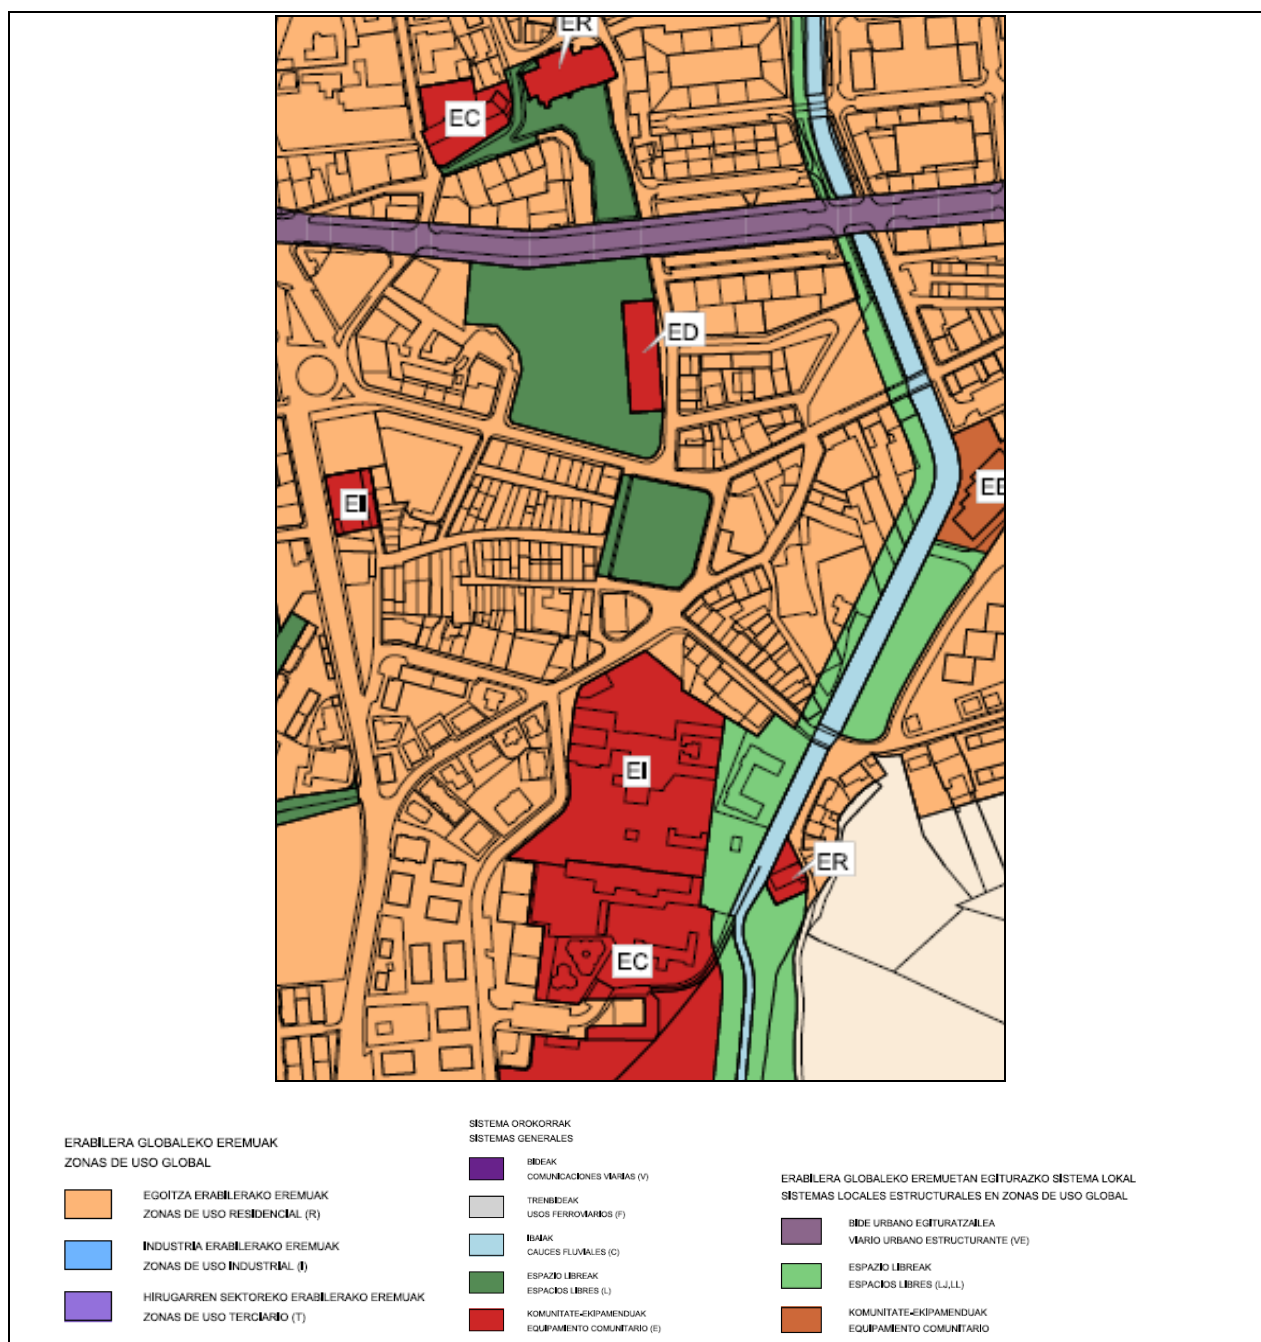 ER
EC
ED
EI
EI
ER
EC
ERABILERA GLOBALEKO EREMUAK
ZONAS DE USO GLOBAL
EGOITZA ERABILERAKO EREMUAK
ZONAS DE USO RESIDENCIAL (R)
INDUSTRIA ERABILERAKO EREMUAK
ZONAS DE USO INDUSTRIAL (I)
HIRUGARREN SEKTOREKO ERABILERAKO EREMUAK
ZONAS DE USO TERCIARIO (T)
SISTEMA OROKORRAK
SISTEMAS GENERALES
BIDEAK
COMUNICACIONES VIARIAS (V)
TRENBIDEAK
USOS FERROVIARIOS (F)
IBAIAK
CAUCES FLUVIALES (C)
ESPAZIO LIBREAK
ESPACIOS LIBRES (L)
KOMUNITATE-EKIPAMENDUAK
EQUIPAMIENTO COMUNITARIO (E)
ERABILERA GLOBALEKO EREMUETAN EGITURAZKO SISTEMA LOKAL
SISTEMAS LOCALES ESTRUCTURALES EN ZONAS DE USO GLOBAL
BIDE URBANO EGITURATZAILEA
VIARIO URBANO ESTRUCTURANTE (VE)
ESPAZIO LIBREAK
ESPACIOS LIBRES (LJ,LL)
KOMUNITATE-EKIPAMENDUAK
EQUIPAMIENTO COMUNITARIO